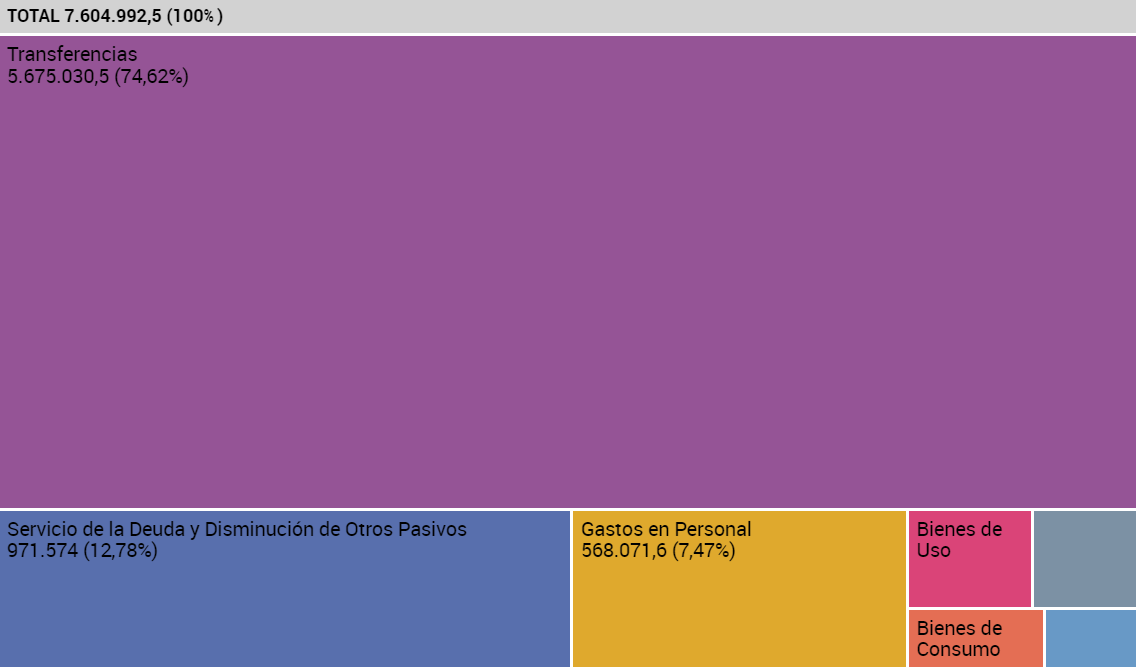 TOTAL 7.604.992,5 (100%)
Transferencias
5.675.030,5 (74,62%)
Servicio de la Deuda y Disminución de Otros Pasivos
971.574 (12,78%)
Gastos en Personal
568.071,6 (7,47%)
Bienes de
Uso
Bienes de
Consumo